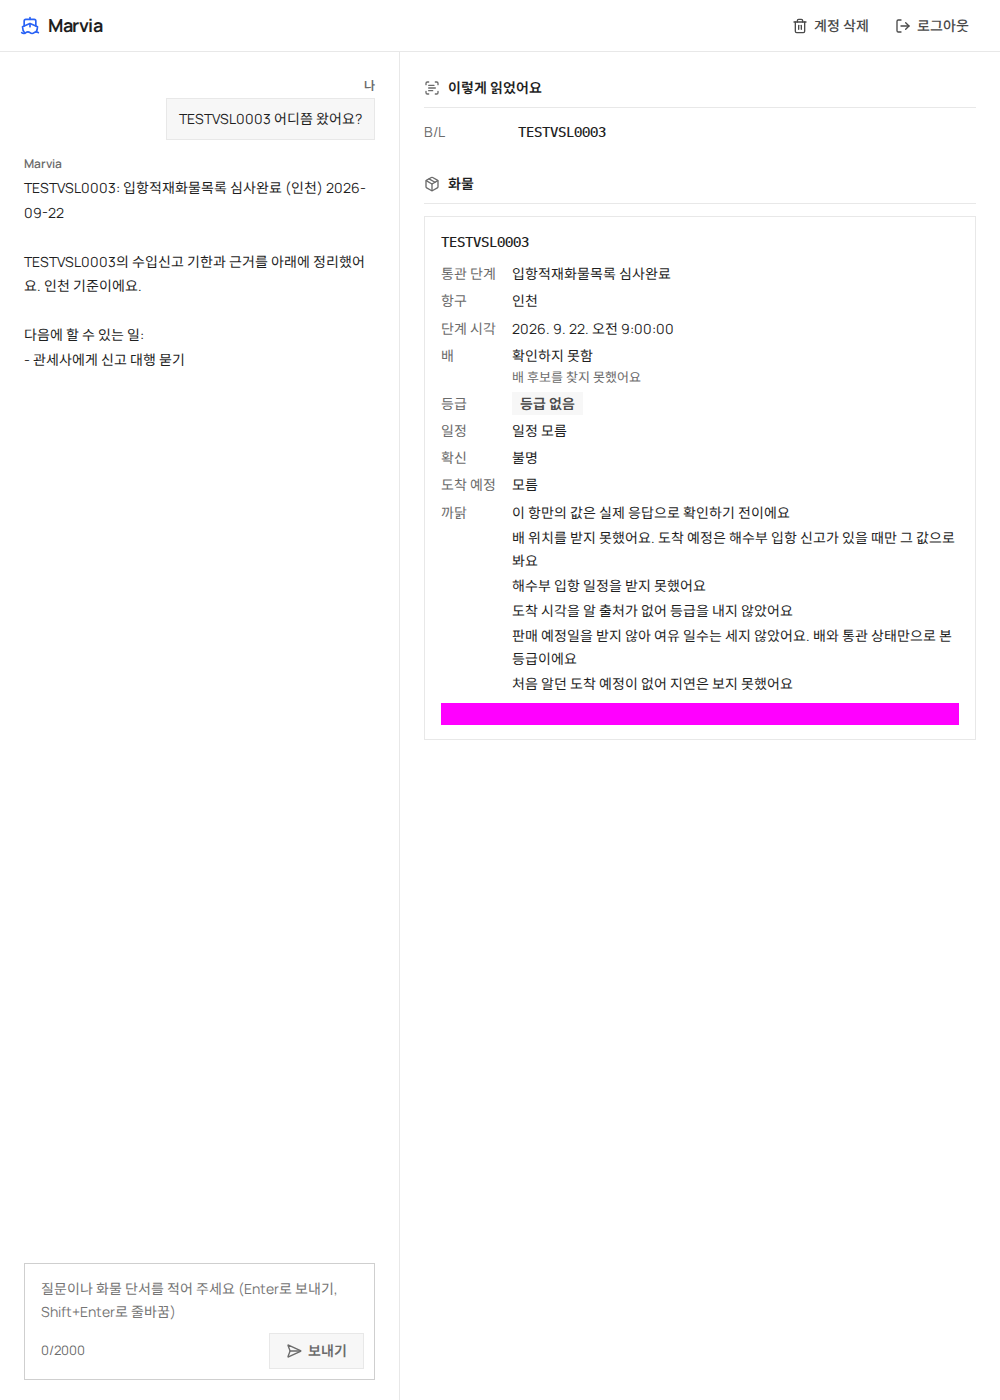 Marvia
계정 삭제
로그아웃
나
TESTVSL0003 어디쯤 왔어요?
Marvia
TESTVSL0003: 입항적재화물목록 심사완료 (인천) 2026-
09-22
TESTVSL0003의 수입신고 기한과 근거를 아래에 정리했어
요. 인천 기준이에요.
다음에 할 수 있는 일:
- 관세사에게 신고 대행 묻기
질문이나 화물 단서를 적어 주세요 (Enter로 보내기,
Shift+Enter로 줄바꿈)
0/2000
보내기
이렇게 읽었어요
B/L TESTVSL0003
화물
TESTVSL0003
통관 단계 입항적재화물목록 심사완료
항구 인천
단계 시각 2026. 9. 22. 오전 9:00:00
배 확인하지 못함
배 후보를 찾지 못했어요
등급 등급 없음
일정 일정 모름
확신 불명
도착 예정 모름
까닭 이 항만의 값은 실제 응답으로 확인하기 전이에요
배 위치를 받지 못했어요. 도착 예정은 해수부 입항 신고가 있을 때만 그 값으로
봐요
해수부 입항 일정을 받지 못했어요
도착 시각을 알 출처가 없어 등급을 내지 않았어요
판매 예정일을 받지 않아 여유 일수는 세지 않았어요. 배와 통관 상태만으로 본
등급이에요
처음 알던 도착 예정이 없어 지연은 보지 못했어요